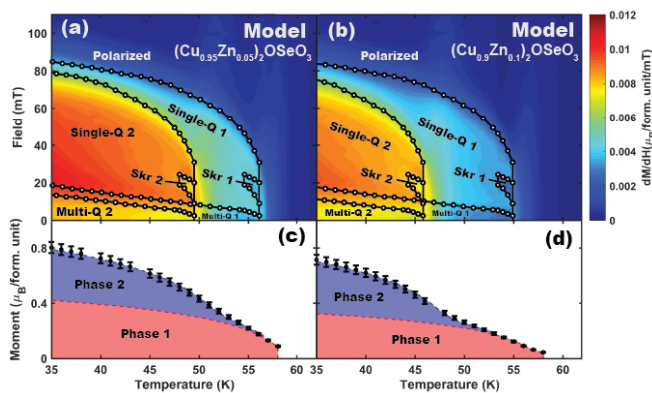 (a)
Model
(Cu0.95Zn0.05)2OSeO3
Polarized
Single-Q 1
Single-Q 2
Skr 2
Skr 1
Multi-Q 2
Multi-Q 1
Field (mT)
100
80
60
40
20
0
(b)
Model
(Cu0.9Zn0.1)2OSeO3
Polarized
Single-Q 1
Single-Q 2
Skr 2
Skr 1
Multi-Q 2
Multi-Q 1
0.012
0.01
0.008
0.006
0.004
0.002
0
dM/dH(μB/form. unit/mT)
(c)
Phase 2
Phase 1
Moment (μB/form. unit)
0.8
0.4
0
35 40 45 50 55 60
Temperature (K)
(d)
Phase 2
Phase 1
35 40 45 50 55 60
Temperature (K)